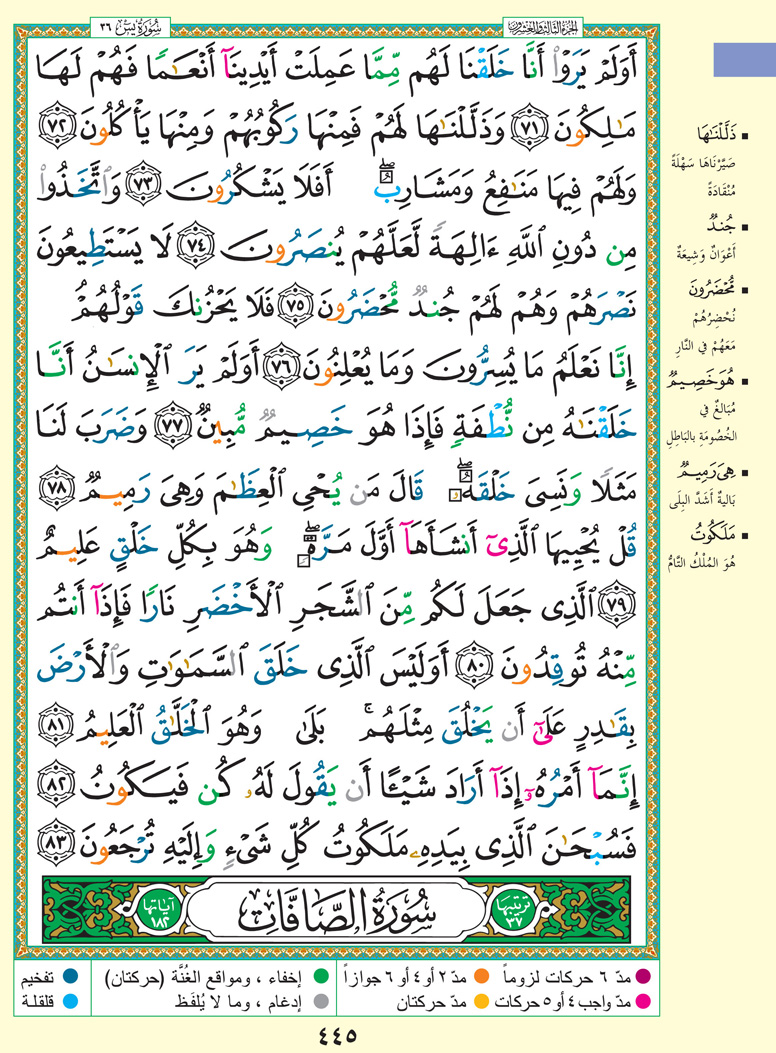 سُورَةُ يسٓ ٣٦
الجزء الثالث والعشرون
أَوَلَمْ يَرَوْا۟ أَنَّا خَلَقْنَا لَهُم مِّمَّا عَمِلَتْ أَيْدِينَآ أَنْعَـٰمًا فَهُمْ لَهَا
مَـٰلِكُونَ ٧١ وَذَلَّلْنَـٰهَا لَهُمْ فَمِنْهَا رَكُوبُهُمْ وَمِنْهَا يَأْكُلُونَ ٧٢
وَلَهُمْ فِيهَا مَنَـٰفِعُ وَمَشَارِبُ ۖ أَفَلَا يَشْكُرُونَ ٧٣ وَٱتَّخَذُوا۟
مِن دُونِ ٱللَّهِ ءَالِهَةً لَّعَلَّهُمْ يُنصَرُونَ ٧٤ لَا يَسْتَطِيعُونَ
نَصْرَهُمْ وَهُمْ لَهُمْ جُندٌ مُّحْضَرُونَ ٧٥ فَلَا يَحْزُنكَ قَوْلُهُمْ
إِنَّا نَعْلَمُ مَا يُسِرُّونَ وَمَا يُعْلِنُونَ ٧٦ أَوَلَمْ يَرَ ٱلْإِنسَـٰنُ أَنَّا
خَلَقْنَـٰهُ مِن نُّطْفَةٍ فَإِذَا هُوَ خَصِيمٌ مُّبِينٌ ٧٧ وَضَرَبَ لَنَا
مَثَلًا وَنَسِىَ خَلْقَهُۥ ۖ قَالَ مَن يُحْىِ ٱلْعِظَـٰمَ وَهِىَ رَمِيمٌ ٧٨
قُلْ يُحْيِيهَا ٱلَّذِىٓ أَنشَأَهَآ أَوَّلَ مَرَّةٍ ۖ وَهُوَ بِكُلِّ خَلْقٍ عَلِيمٌ
٧٩ ٱلَّذِى جَعَلَ لَكُم مِّنَ ٱلشَّجَرِ ٱلْأَخْضَرِ نَارًا فَإِذَآ أَنتُم
مِّنْهُ تُوقِدُونَ ٨٠ أَوَلَيْسَ ٱلَّذِى خَلَقَ ٱلسَّمَـٰوَٰتِ وَٱلْأَرْضَ
بِقَـٰدِرٍ عَلَىٰٓ أَن يَخْلُقَ مِثْلَهُم ۚ بَلَىٰ وَهُوَ ٱلْخَلَّـٰقُ ٱلْعَلِيمُ ٨١
إِنَّمَآ أَمْرُهُۥٓ إِذَآ أَرَادَ شَيْـًٔا أَن يَقُولَ لَهُۥ كُن فَيَكُونُ ٨٢
فَسُبْحَـٰنَ ٱلَّذِى بِيَدِهِۦ مَلَكُوتُ كُلِّ شَىْءٍ وَإِلَيْهِ تُرْجَعُونَ ٨٣
ترتيبها ٣٧
سُورَةُ الصَّافَّاتِ
آياتها ١٨٢
ذَلَّلْنَـٰهَا
صَيَّرْنَاهَا سَهْلَةً
مُنْقَادَةً
جُندٌ
أَعْوَانٌ وَشِيعَةٌ
مُّحْضَرُونَ
نُحْضِرُهُمْ
مَعَهُمْ فِي النَّارِ
هُوَ خَصِيمٌ
مُبَالِغٌ في
الخُصُومَةِ بالبَاطِلِ
هِىَ رَمِيمٌ
بَالِيةٌ أَشَدَّ البِلَى
مَلَكُوتُ
هُوَ المُلْكُ التَّامُّ
مدّ ٦ حركات لزوماً
مدّ ٢ أو ٤ أو ٦ جوازاً
إخفاء ، ومواقع الغُنَّة (حركتان)
تفخيم
مدّ واجب ٤ أو ٥ حركات
مدّ حركتان
إدغام ، وما لا يُلفَظ
قلقلة
٤٤٥